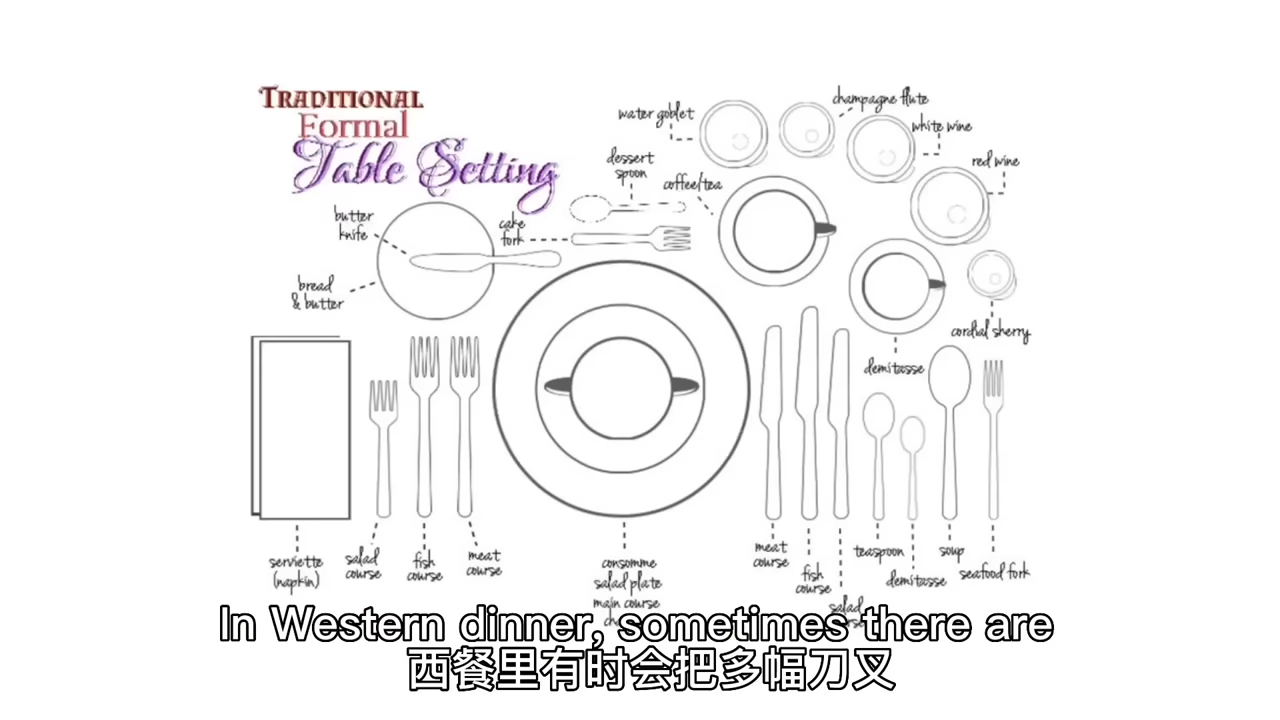 TRADITIONAL
Formal
Table Setting
water goblet
champagne flute
white wine
red wine
dessert
spoon
coffee/tea
butter
knife
cake
fork
bread
& butter
cordial sherry
demitasse
serviette
(napkin)
salad
course
fish
course
meat
course
consomme
salad plate
main course
meat
course
fish
course
salad
teaspoon
demitasse
soup
seafood fork
In Western dinner, sometimes there are
西餐里有时会把多幅刀叉